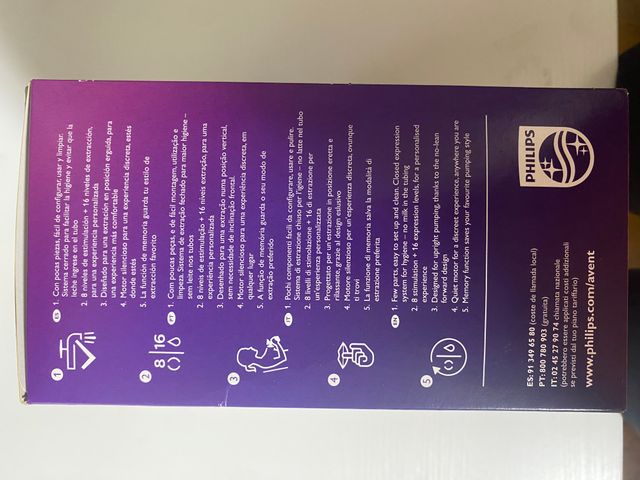 1
2
8 16
3
4
5
ES 1. Con pocas piezas, fácil de configurar, usar y limpiar.
Sistema cerrado para facilitar la higiene y evitar que la
leche ingrese en el tubo
2. 8 niveles de estimulación + 16 niveles de extracción,
para una experiencia personalizada
3. Diseñado para una extracción en posición erguida, para
una experiencia más confortable
4. Motor silencioso para una experiencia discreta, estés
donde estés
5. La función de memoria guarda tu estilo de
extracción favorito
PT 1. Com poucas peças, e de fácil montagem, utilização e
limpeza. Sistema de extração fechado para maior higiene –
sem leite nos tubos
2. 8 níveis de estimulação + 16 níveis extração, para uma
experiência personalizada
3. Desenhado para uma extração numa posição vertical,
sem necessidade de inclinação frontal.
4. Motor silencioso para uma experiência discreta, em
qualquer lugar
5. A função de memória guarda o seu modo de
extração preferido
IT 1. Pochi componenti facili da configurare, usare e pulire.
Sistema di estrazione chiuso per l'igiene – no latte nel tubo
2. 8 livelli di stimolazione +16 di estrazione per
un'esperienza personalizzata
3. Progettato per un'estrazione in posizione eretta e
rilassante, grazie al design esclusivo
4. Motore silenzioso per un'esperienza discreta, ovunque
ti trovi
5. La funzione di memoria salva la modalità di
estrazione preferita
EN 1. Few parts, easy to set up and clean. Closed expression
system for hygiene – no milk in the tubing
2. 8 stimulation + 16 expression levels, for a personalised
experience
3. Designed for upright pumping, thanks to the no-lean
forward design
4. Quiet motor for a discreet experience, anywhere you are
5. Memory function saves your favourite pumping style
ES: 91 349 65 80 (coste de llamada local)
PT: 800 780 903 (gratuita)
IT: 02 45 27 90 74 chiamata nazionale
(potrebbero essere applicati costi addizionali
se previsti dal tuo piano tariffario)
www.philips.com/avent
PHILIPS